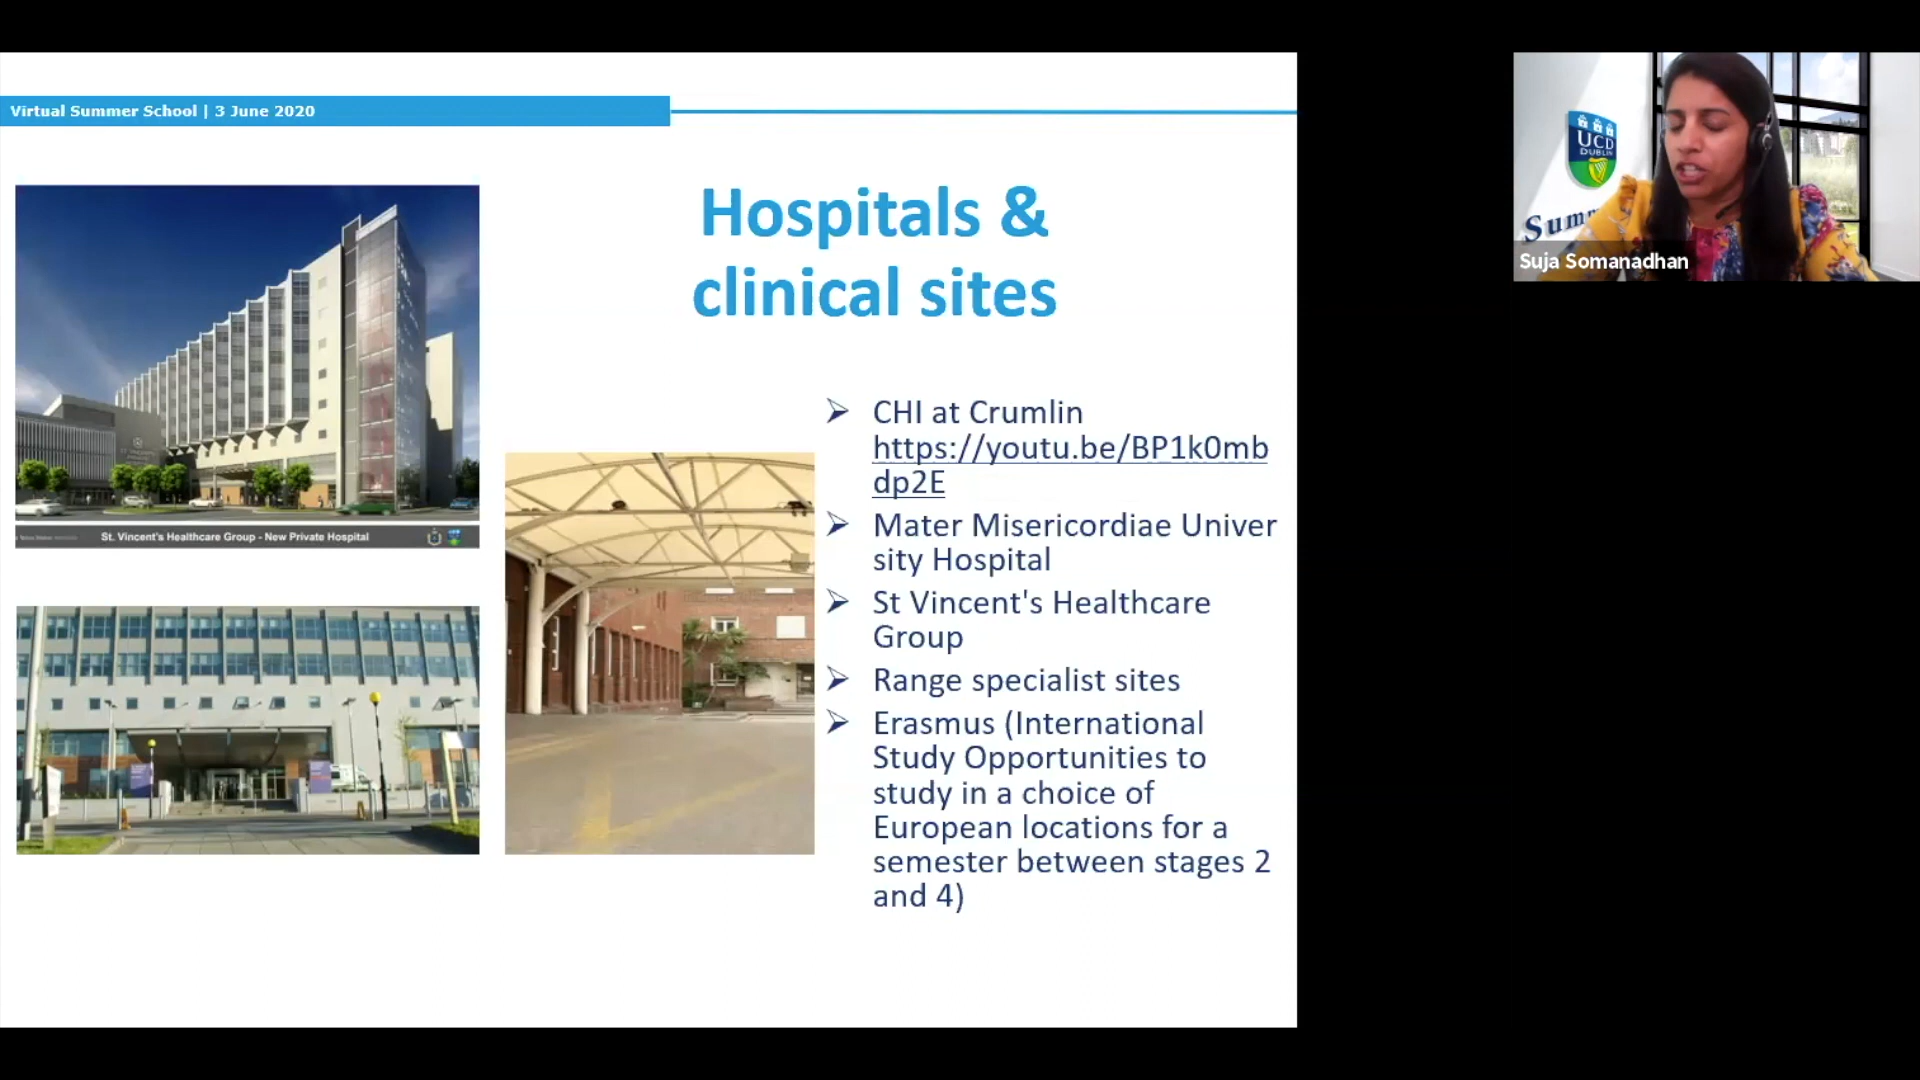 Virtual Summer School | 3 June 2020
Hospitals &
clinical sites
St. Vincent's Healthcare Group - New Private Hospital
CHI at Crumlin
https://youtu.be/BP1k0mb
dp2E
Mater Misericordiae Univer
sity Hospital
St Vincent's Healthcare
Group
Range specialist sites
Erasmus (International
Study Opportunities to
study in a choice of
European locations for a
semester between stages 2
and 4)
UCD
DUBLIN
Suja Somanadhan